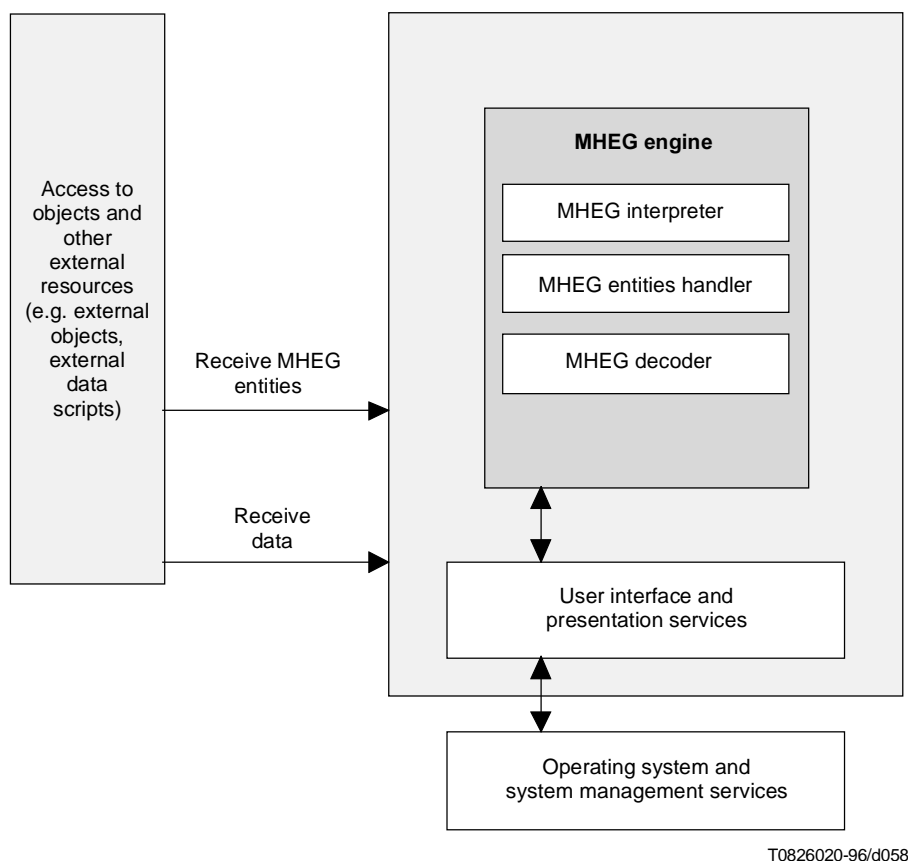 Access to
objects and
other
external
resources
(e.g. external
objects,
external
data
scripts)
Receive MHEG
entities
Receive
data
MHEG engine
MHEG interpreter
MHEG entities handler
MHEG decoder
User interface and
presentation services
Operating system and
system management services
T0826020-96/d058